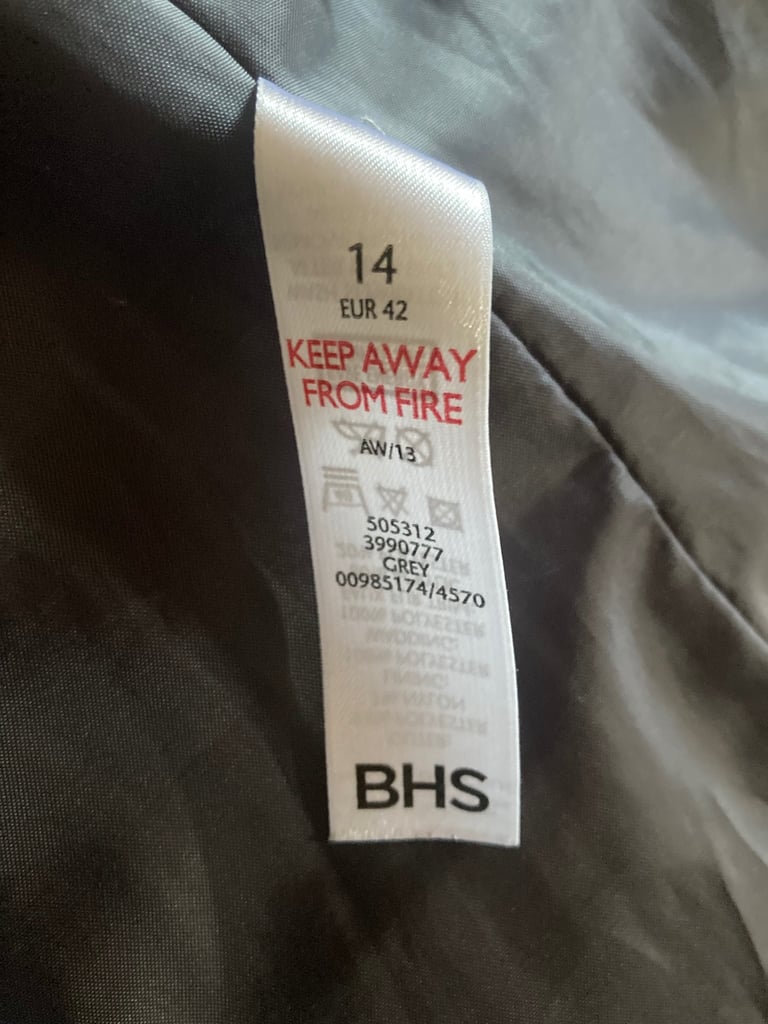 14
EUR 42
KEEP AWAY
FROM FIRE
AW/13
505312
3990777
GREY
00985174/4570
BHS